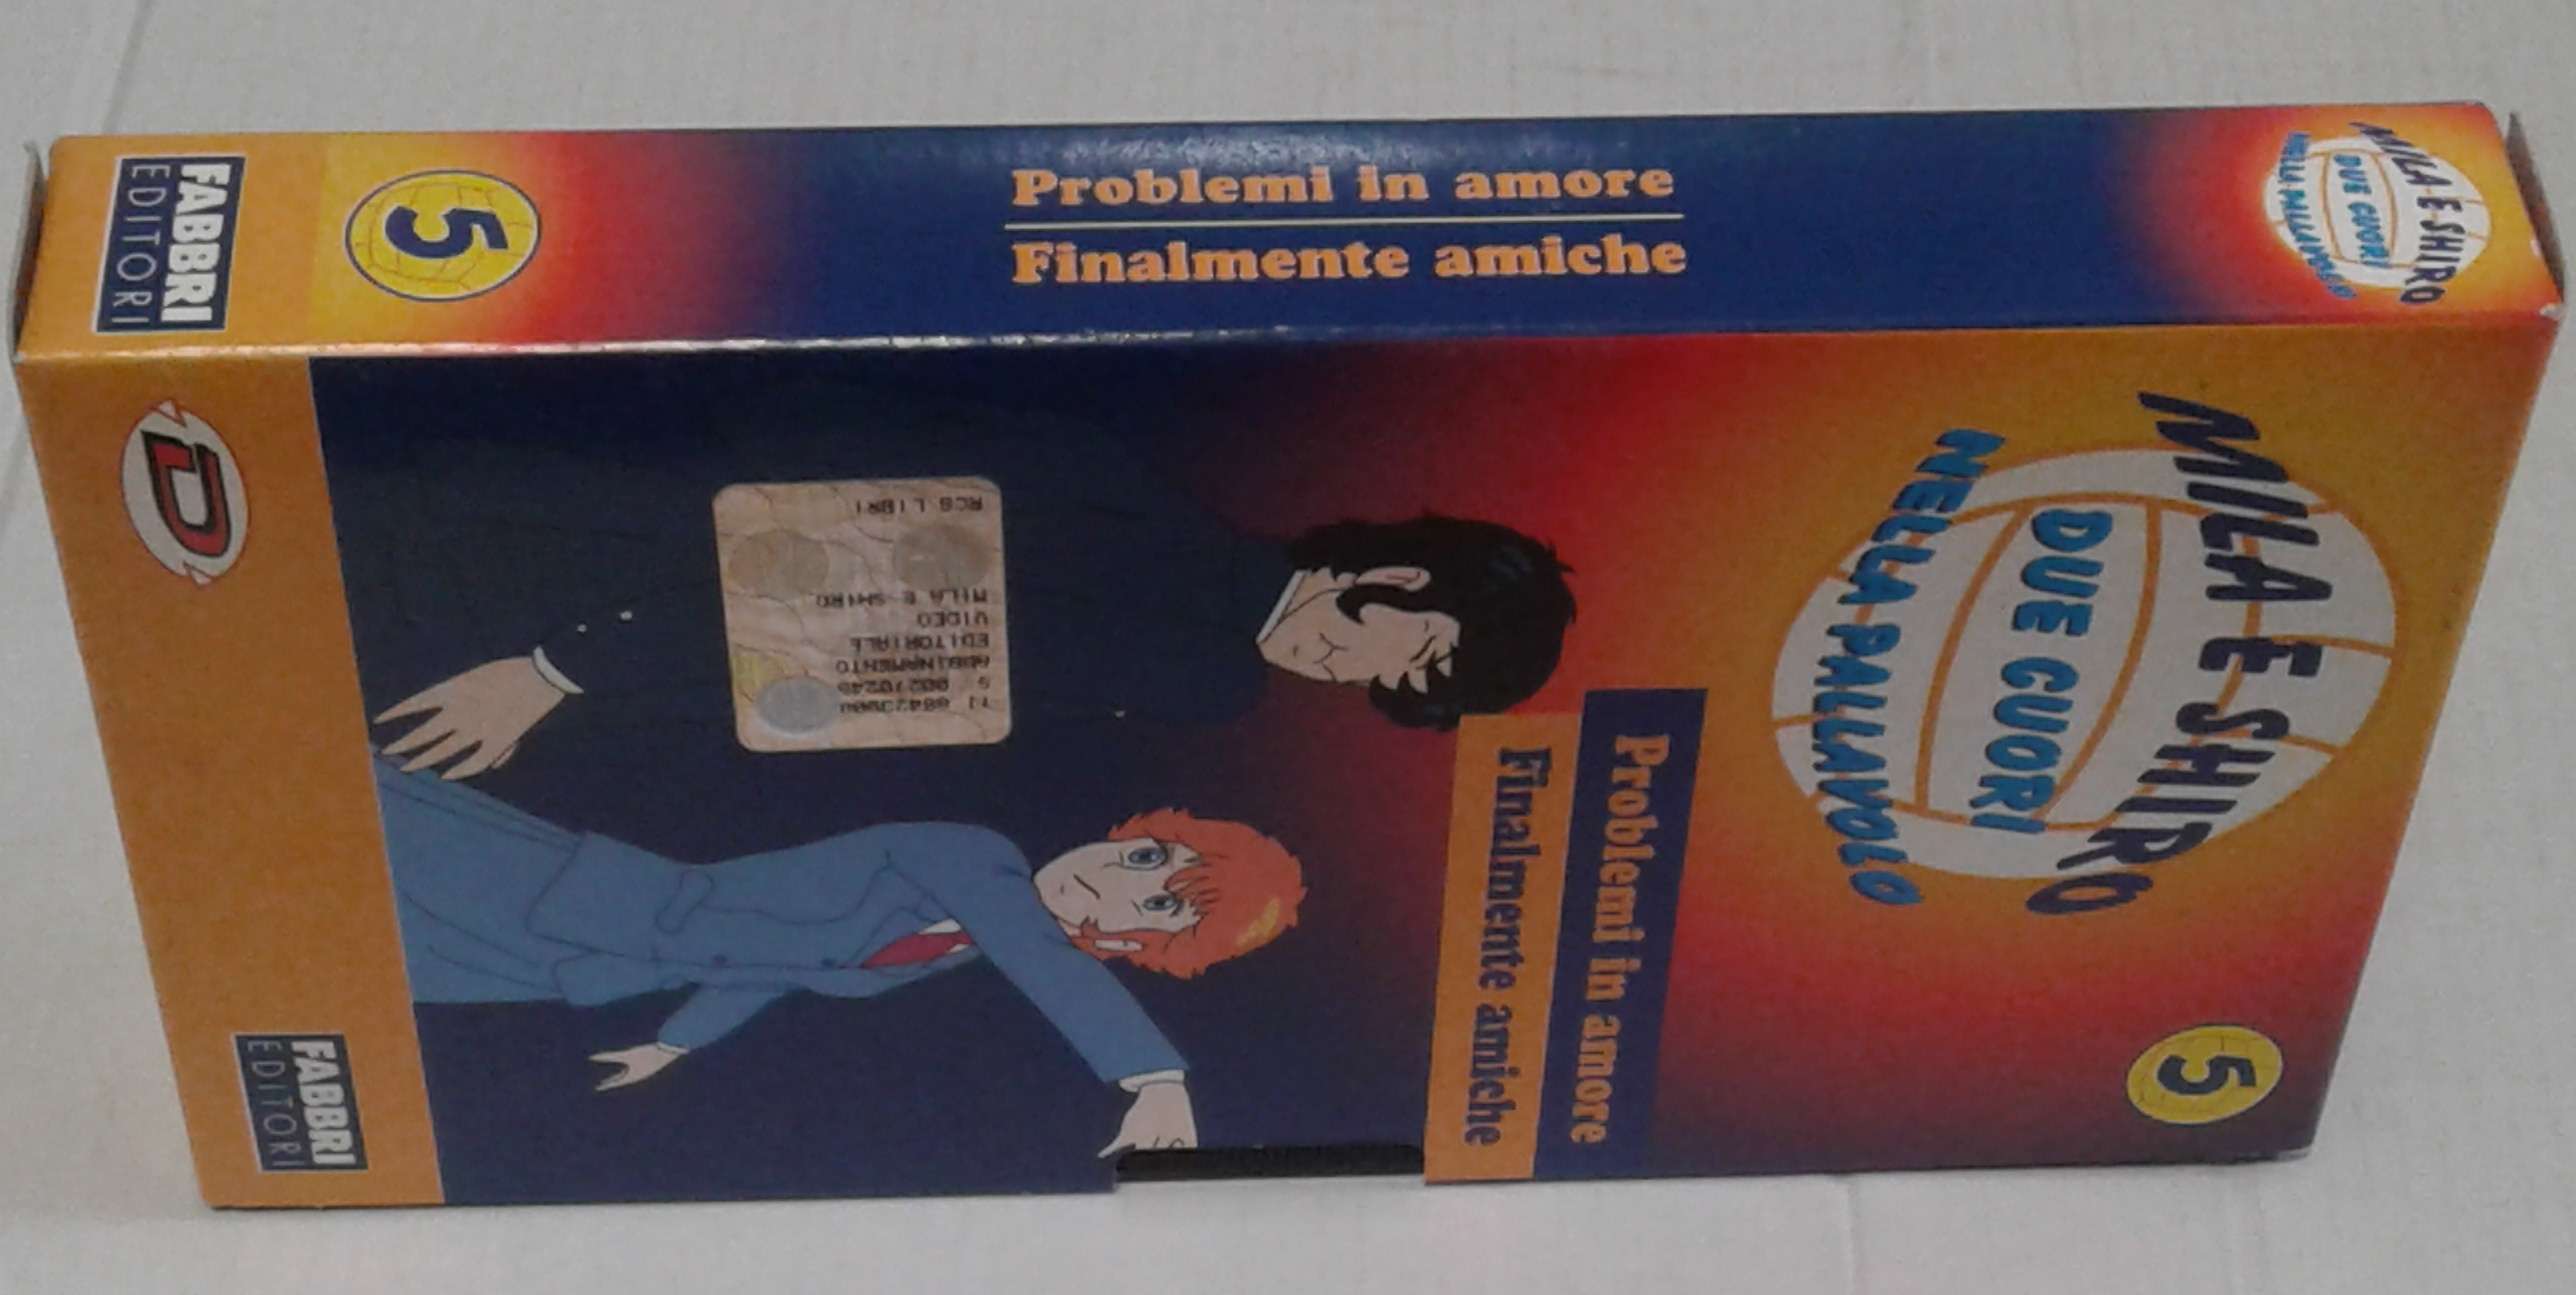 FABBRI
EDITORI
5
Problemi in amore
Finalmente amiche
MILA E SHIRO
DUE CUORI
NELLA PALLAVOLO
MILA E SHIRO
DUE CUORI
NELLA PALLAVOLO
5
Problemi in amore
Finalmente amiche
ABBINAMENTO
EDITORIALE
VIDEO
MILA E SHIRO
RCS LIBRI
D
FABBRI
EDITORI